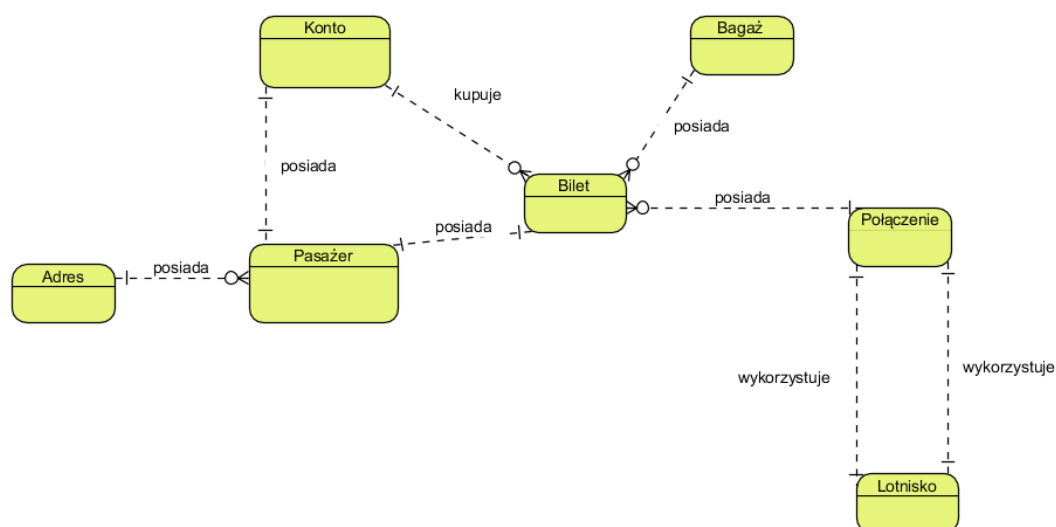 Konto
Bagaż
kupuje
posiada
posiada
Bilet
posiada
Połączenie
posiada
Pasażer
posiada
Adres
wykorzystuje
wykorzystuje
Lotnisko